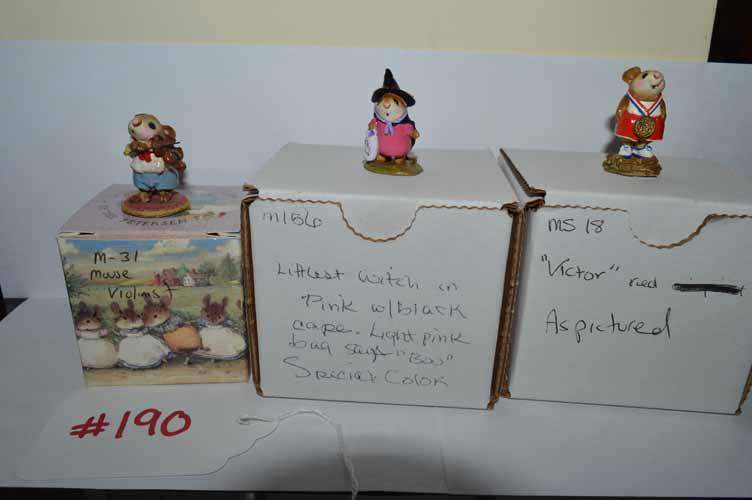 PETERSEN
M-31
mouse
Violinist
#190
M156
Littlest witch in
Pink w/black
cape. Light pink
bag says "Boo"
Special Color
MS 18
"Victor" red
As pictured